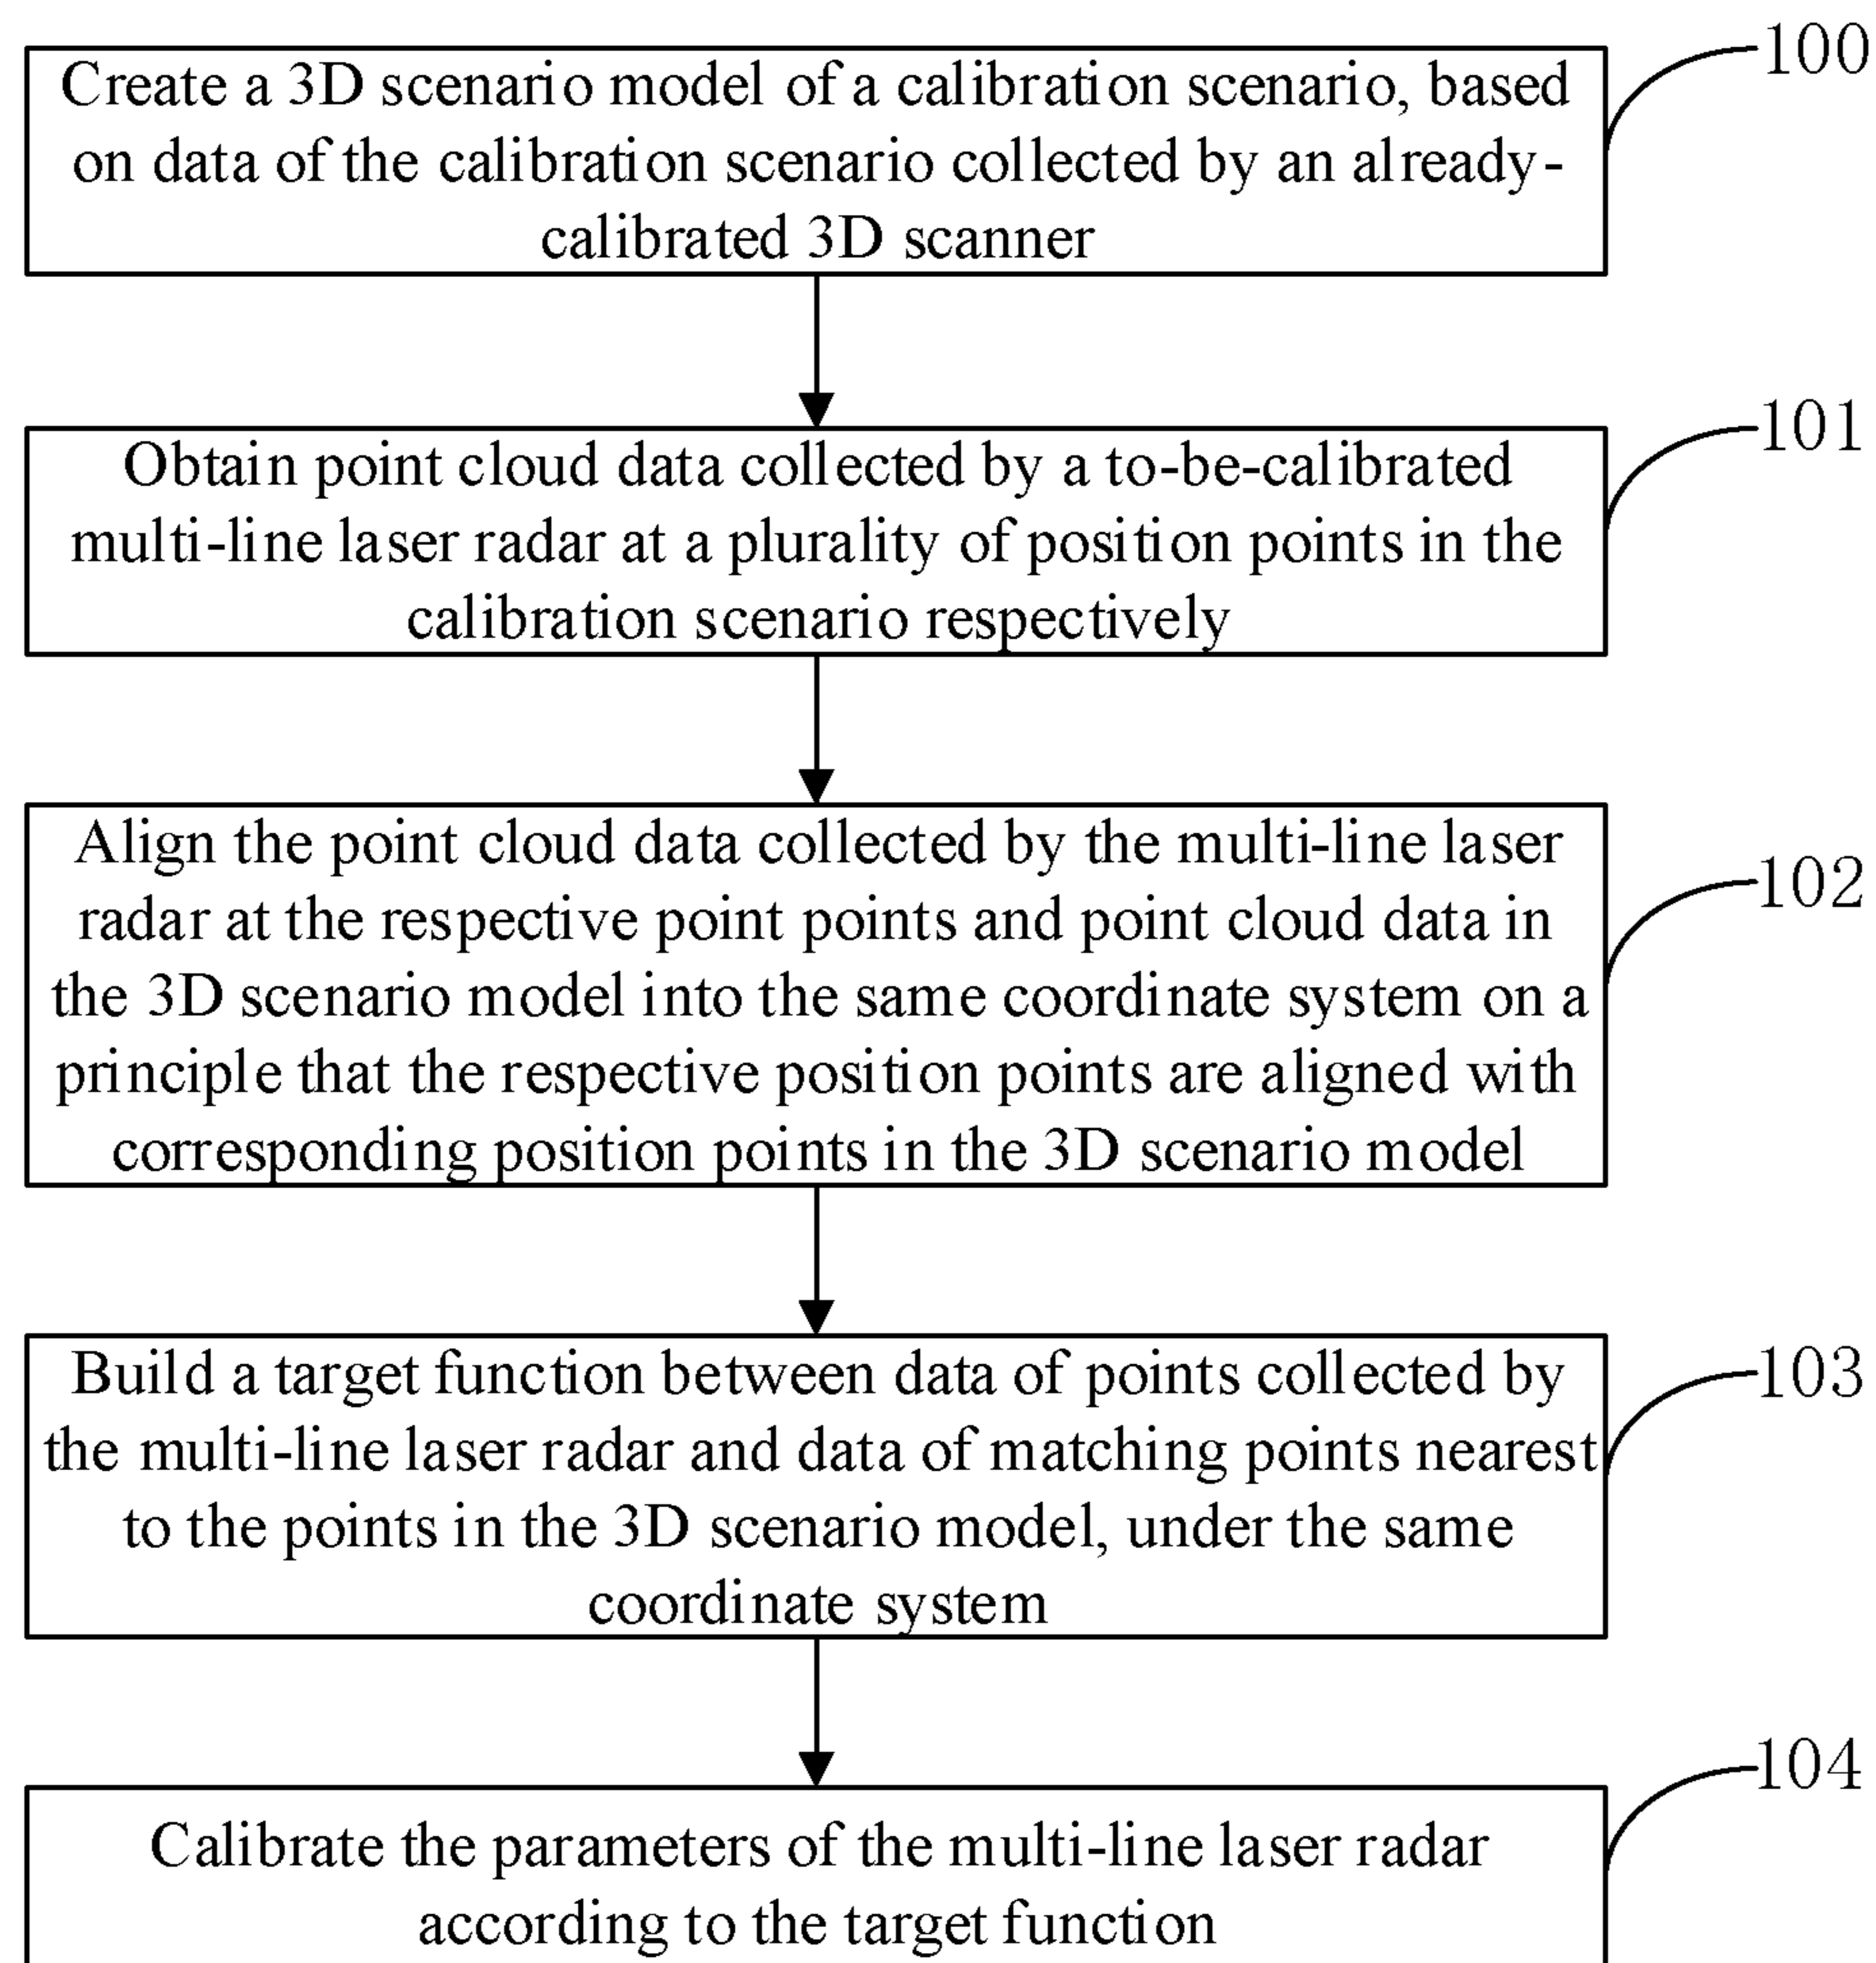 100
Create a 3D scenario model of a calibration scenario, based
on data of the calibration scenario collected by an already-
calibrated 3D scanner
101
Obtain point cloud data collected by a to-be-calibrated
multi-line laser radar at a plurality of position points in the
calibration scenario respectively
102
Align the point cloud data collected by the multi-line laser
radar at the respective point points and point cloud data in
the 3D scenario model into the same coordinate system on a
principle that the respective position points are aligned with
corresponding position points in the 3D scenario model
103
Build a target function between data of points collected by
the multi-line laser radar and data of matching points nearest
to the points in the 3D scenario model, under the same
coordinate system
104
Calibrate the parameters of the multi-line laser radar
according to the target function